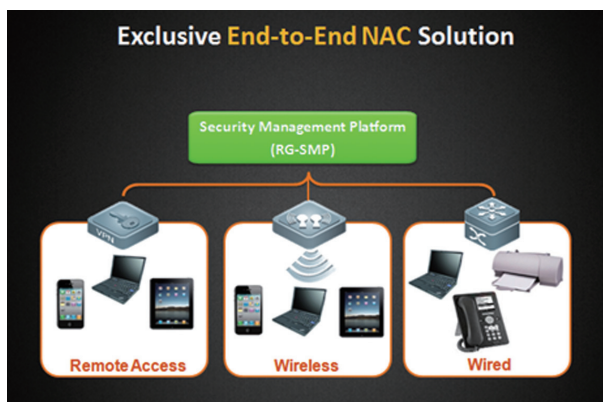 Exclusive End-to-End NAC Solution
Security Management Platform
(RG-SMP)
VPN
Remote Access
Wireless
Wired